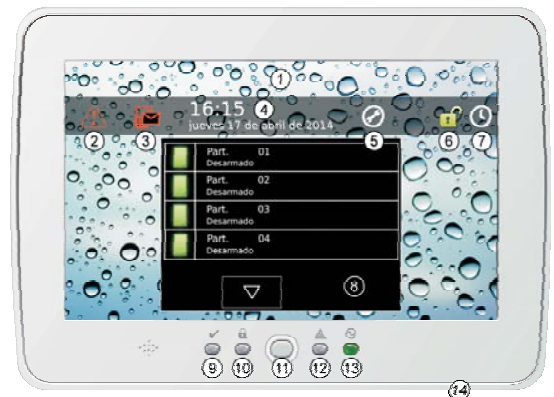 1
16:15 4
jueves 17 de abril de 2014
2 3 5 6 7
Part. 01
Desarmado
Part. 02
Desarmado
Part. 03
Desarmado
Part. 04
Desarmado
8
9 10 11 12 13
14